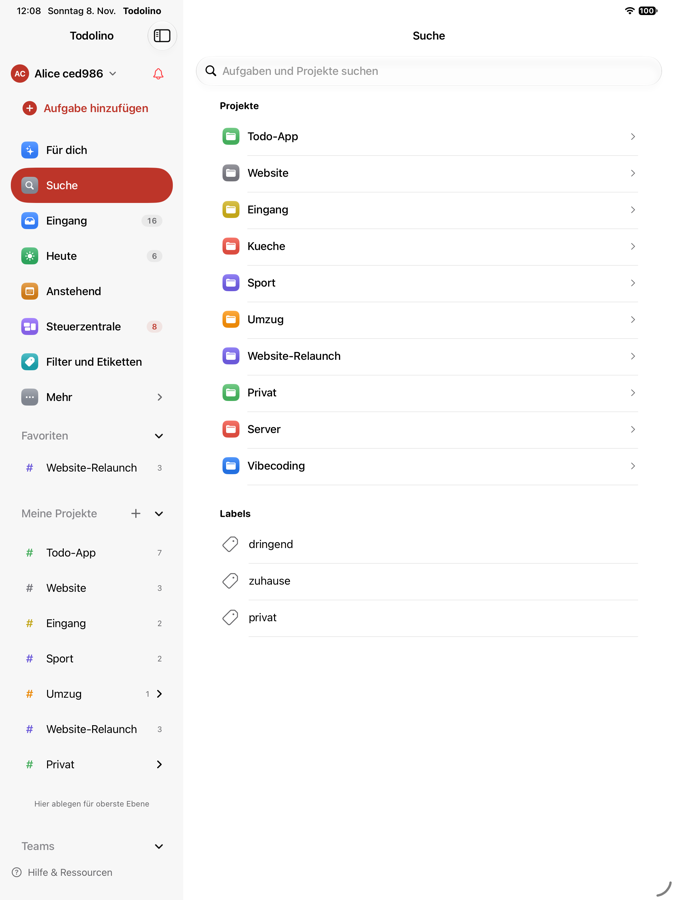 12:08 Sonntag 8. Nov. Todolino
100
Todolino
AC Alice ced986
Aufgabe hinzufügen
Für dich
Suche
Eingang 16
Heute 6
Anstehend
Steuerzentrale 8
Filter und Etiketten
Mehr
Favoriten
# Website-Relaunch 3
Meine Projekte
# Todo-App 7
# Website 3
# Eingang 2
# Sport 2
# Umzug 1
# Website-Relaunch 3
# Privat
Hier ablegen für oberste Ebene
Teams
Hilfe & Ressourcen
Suche
Aufgaben und Projekte suchen
Projekte
Todo-App
Website
Eingang
Kueche
Sport
Umzug
Website-Relaunch
Privat
Server
Vibecoding
Labels
dringend
zuhause
privat